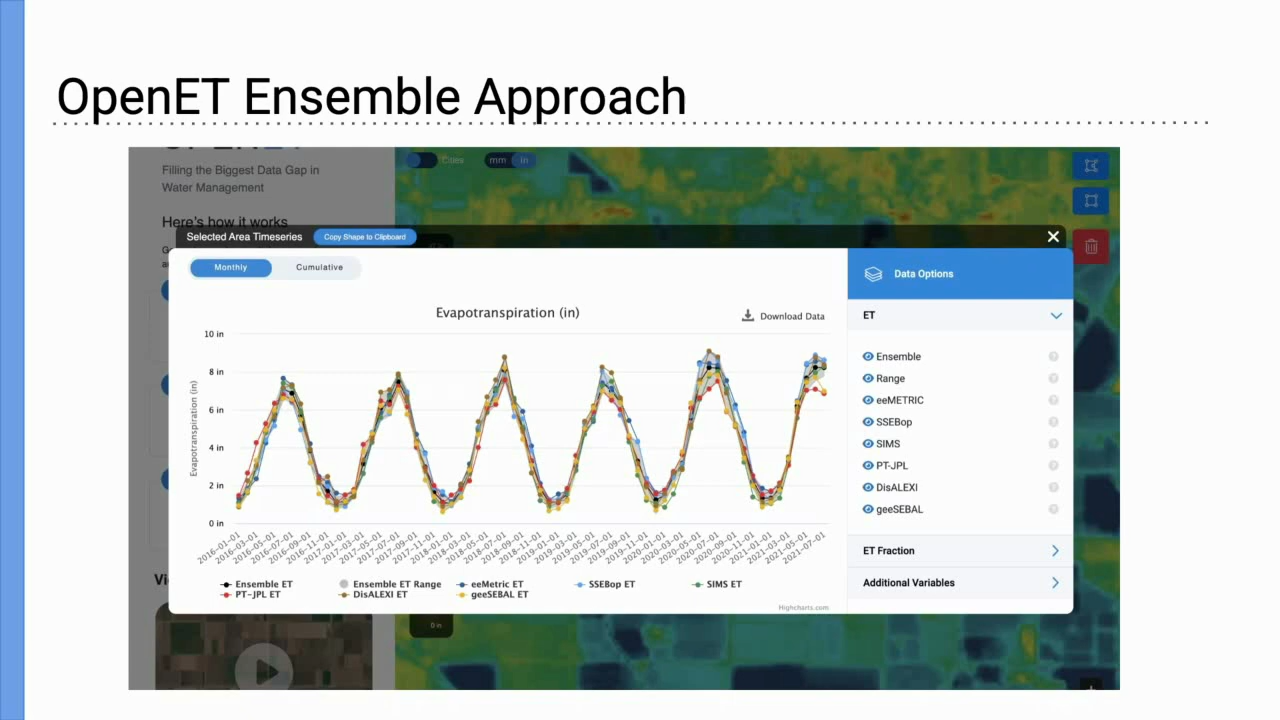 OpenET Ensemble Approach
Filling the Biggest Data Gap in
Water Management
Here's how it works
Cities
mm in
Selected Area Timeseries
Copy Shape to Clipboard
Monthly
Cumulative
Evapotranspiration (in)
Download Data
Evapotranspiration (in)
10 in
8 in
6 in
4 in
2 in
0 in
2016-01-01
2016-03-01
2016-05-01
2016-07-01
2016-09-01
2016-11-01
2017-01-01
2017-03-01
2017-05-01
2017-07-01
2017-09-01
2017-11-01
2018-01-01
2018-03-01
2018-05-01
2018-07-01
2018-09-01
2018-11-01
2019-01-01
2019-03-01
2019-05-01
2019-07-01
2019-09-01
2019-11-01
2020-01-01
2020-03-01
2020-05-01
2020-07-01
2020-09-01
2020-11-01
2021-01-01
2021-03-01
2021-05-01
2021-07-01
Ensemble ET
Ensemble ET Range
eeMetric ET
SSEBop ET
SIMS ET
PT-JPL ET
DisALEXI ET
geeSEBAL ET
Highcharts.com
Data Options
ET
Ensemble ?
Range ?
eeMETRIC ?
SSEBop ?
SIMS ?
PT-JPL ?
DisALEXI ?
geeSEBAL ?
ET Fraction
Additional Variables
0 in